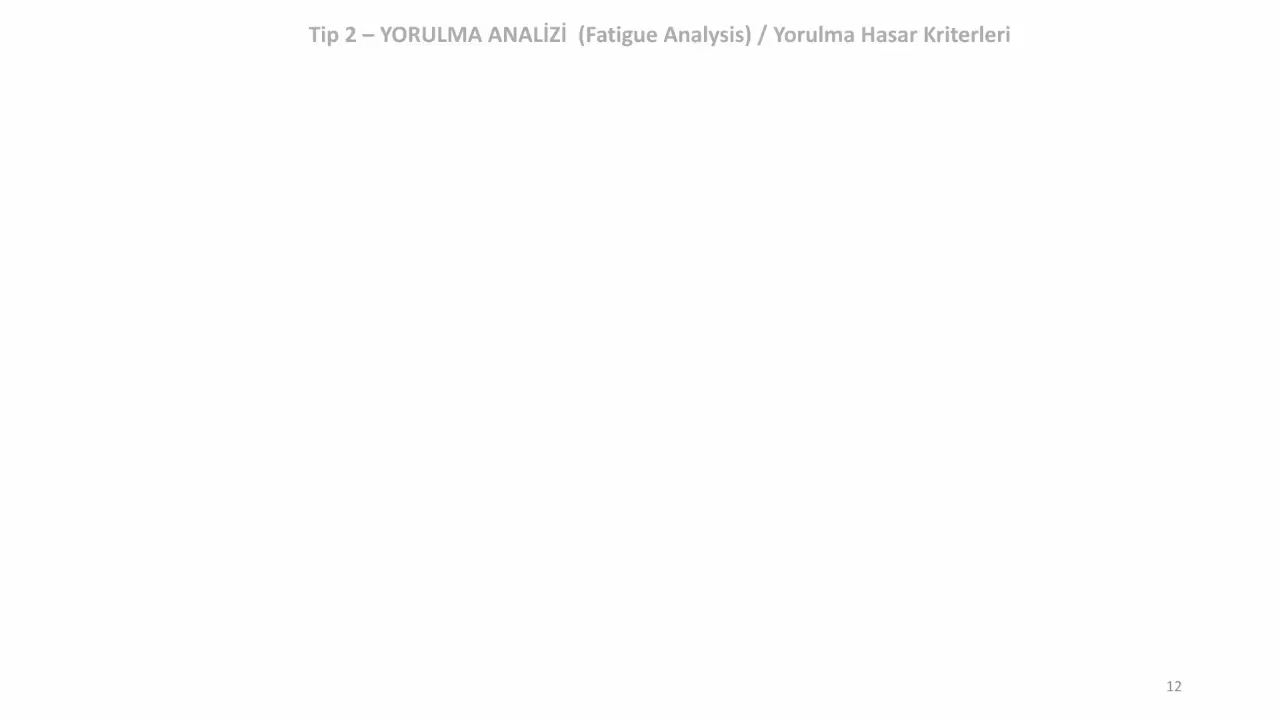 Tip 2 – YORULMA ANALİZİ  (Fatigue Analysis) / Yorulma Hasar Kriterleri
12